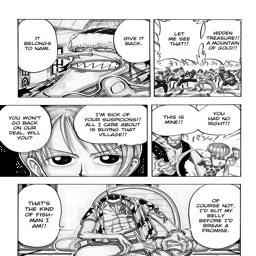 HIDDEN
TREASURE!!
A MOUNTAIN
OF GOLD!!
LET
ME SEE
THAT!!
GIVE IT
BACK.
IT
BELONGS
TO NAMI.
YOU
HAD NO
RIGHT!!
THIS IS
MINE!!
I'M SICK OF
YOUR
SUSPICIONS!!
ALL I CARE ABOUT
IS BUYING THAT
VILLAGE!!
YOU WON'T
GO BACK
ON OUR
DEAL, WILL
YOU?
OF COURSE
NOT.
I'D SLIT MY
BELLY
BEFORE I'D
BREAK A
PROMISE.
THAT'S
THE KIND
OF FISH-
MAN
I AM!!